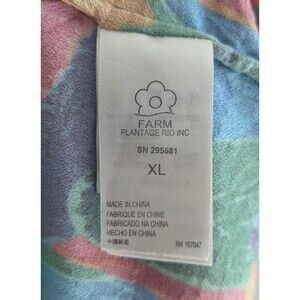 FARM
PLANTAGE RIO INC
SN 295681
XL
MADE IN CHINA
FABRIQUÉ EN CHINE
FABRICADO NA CHINA
HECHO EN CHINA
中國制造 RN 157047